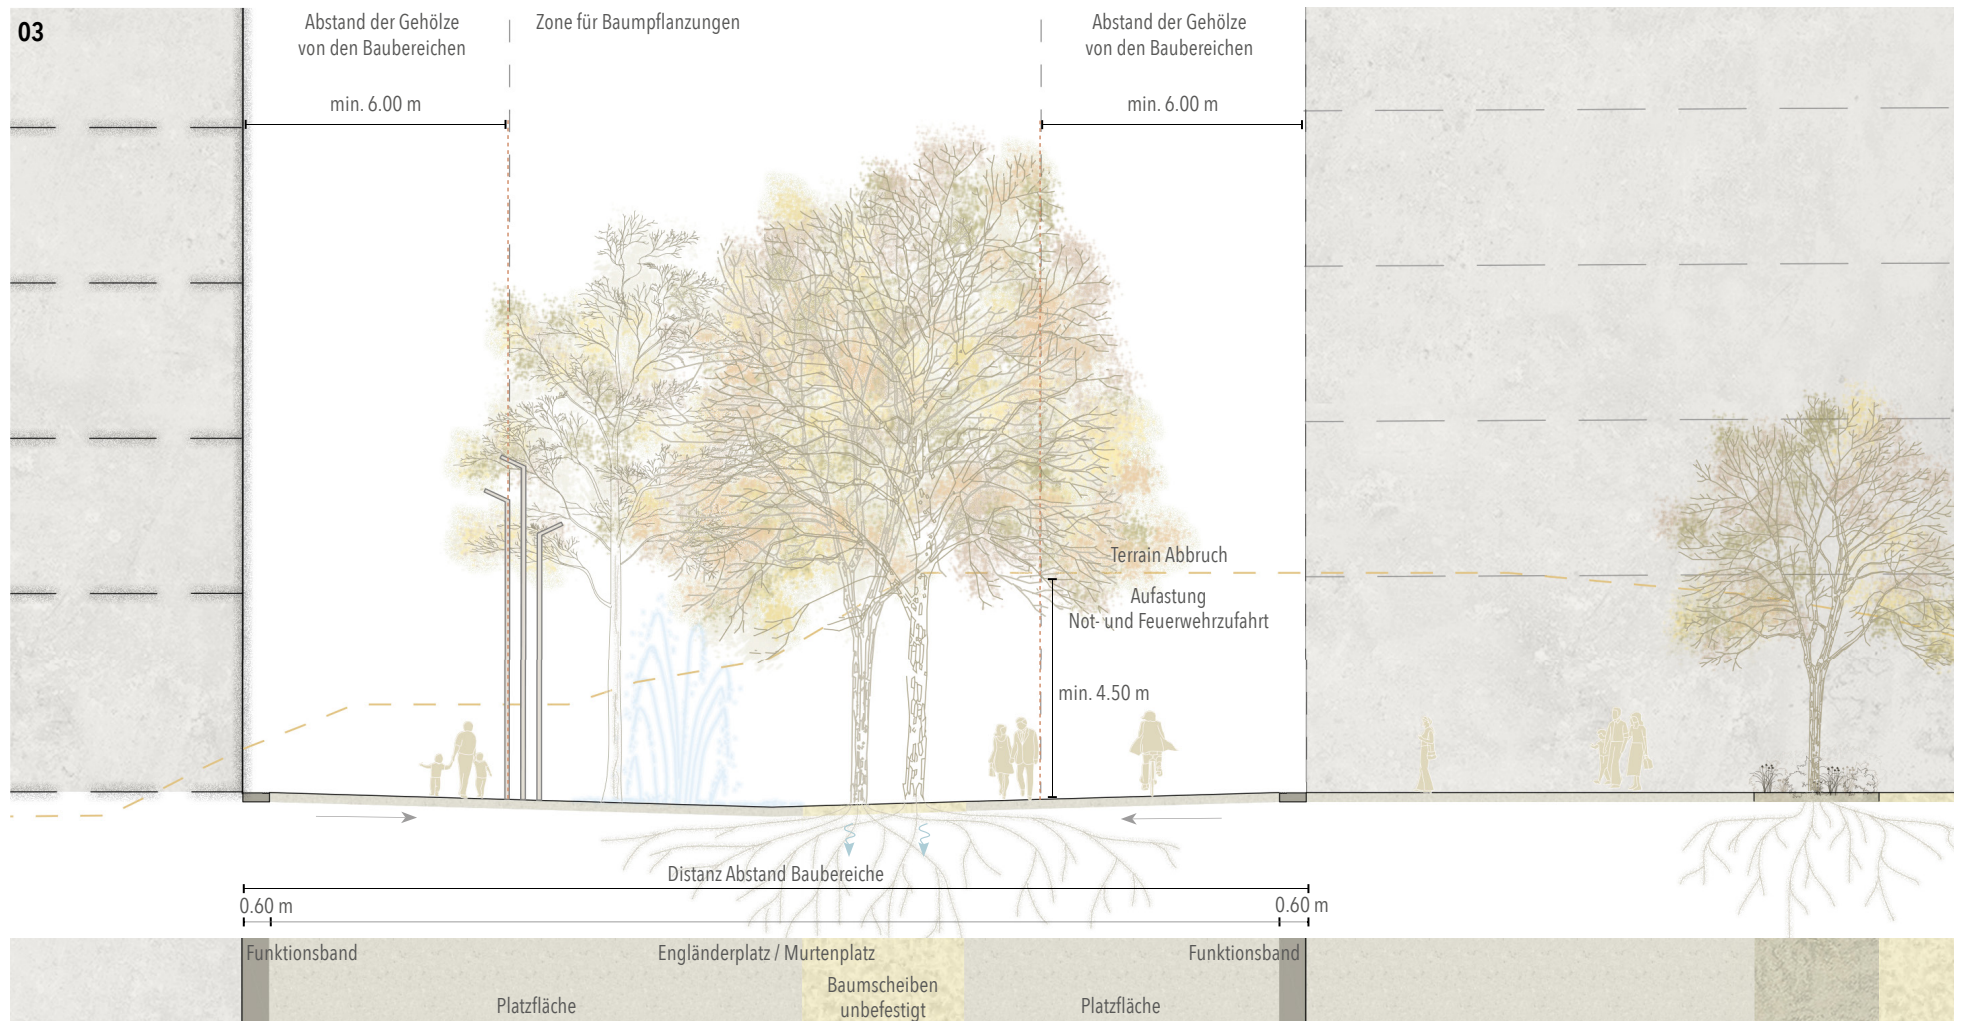 03
Abstand der Gehölze
von den Baubereichen
min. 6.00 m
Zone für Baumpflanzungen
Abstand der Gehölze
von den Baubereichen
min. 6.00 m
Terrain Abbruch
Aufastung
Not- und Feuerwehrzufahrt
min. 4.50 m
Distanz Abstand Baubereiche
0.60 m
0.60 m
Funktionsband
Engländerplatz / Murtenplatz
Funktionsband
Platzfläche
Baumscheiben
unbefestigt
Platzfläche